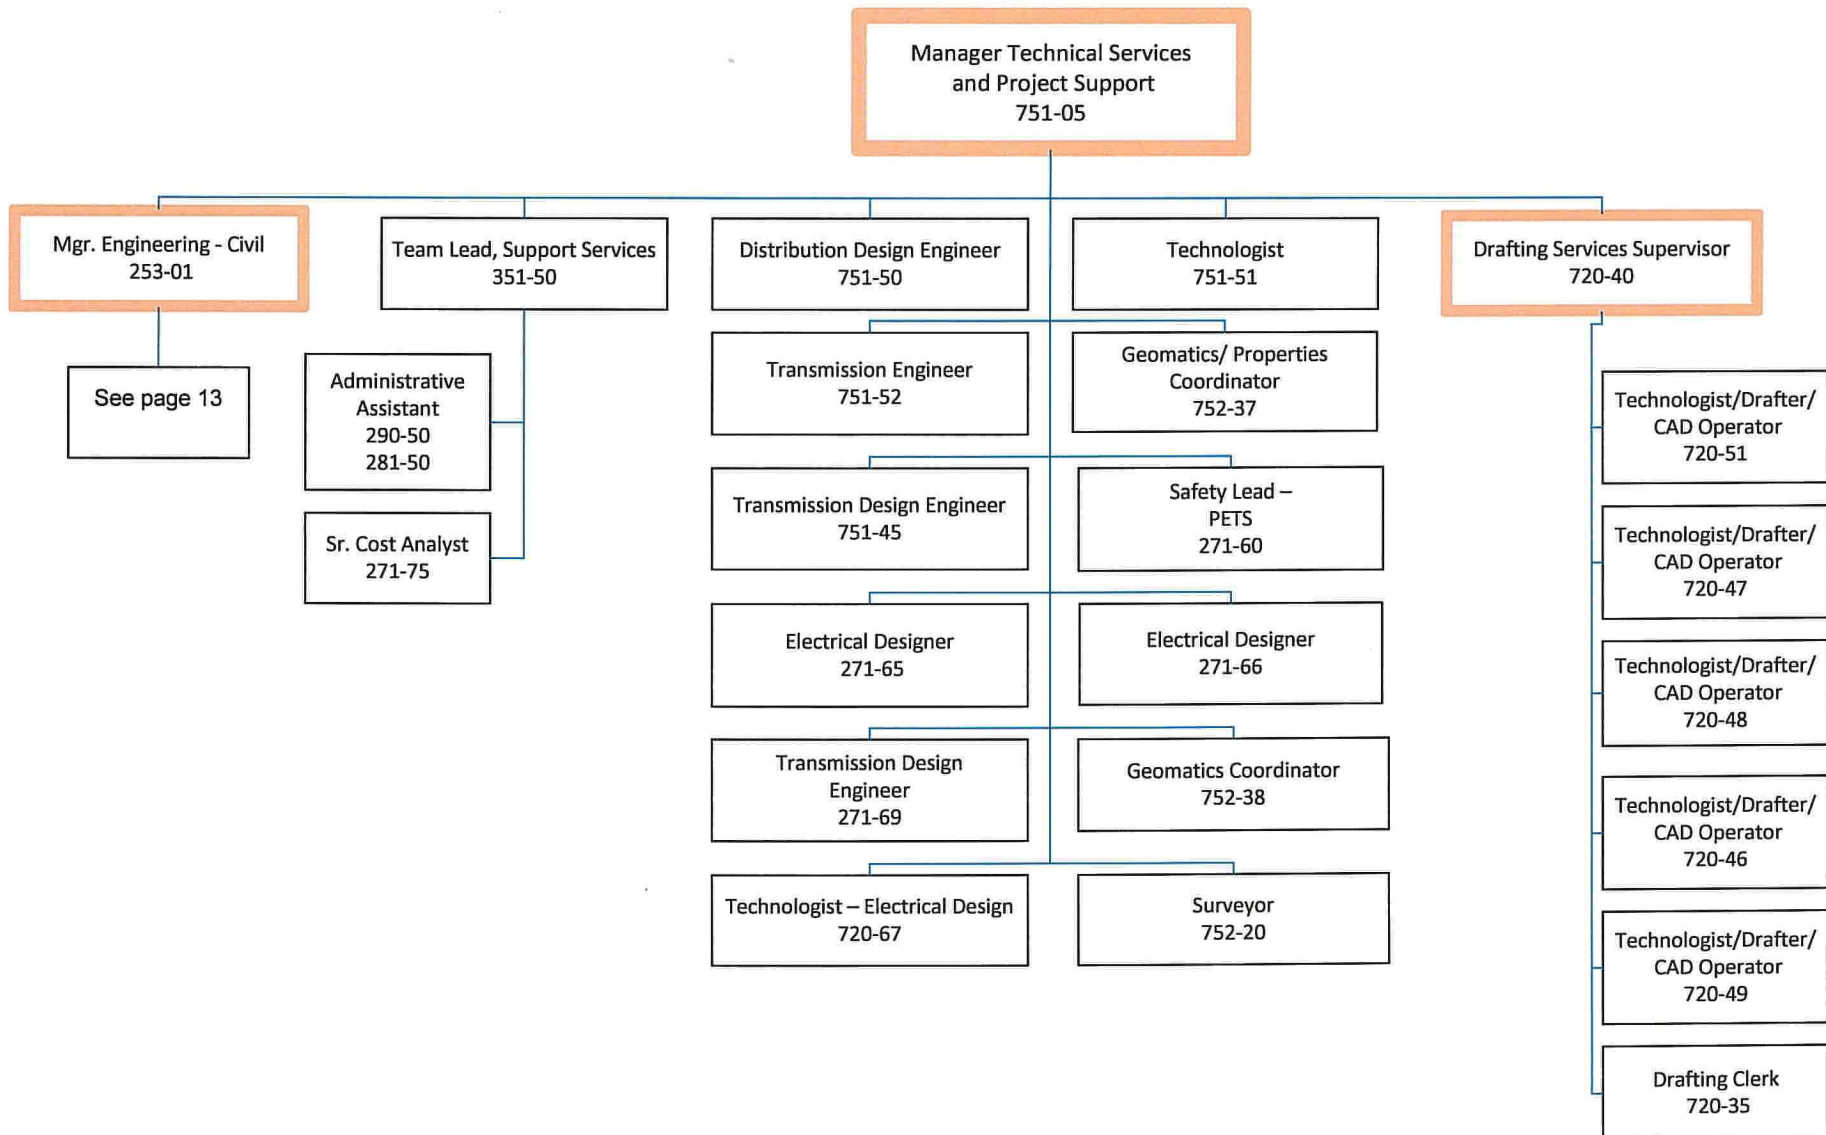 Manager Technical Services
and Project Support
751-05
Mgr. Engineering - Civil
253-01
See page 13
Team Lead, Support Services
351-50
Administrative
Assistant
290-50
281-50
Sr. Cost Analyst
271-75
Distribution Design Engineer
751-50
Technologist
751-51
Transmission Engineer
751-52
Geomatics/ Properties
Coordinator
752-37
Transmission Design Engineer
751-45
Safety Lead –
PETS
271-60
Electrical Designer
271-65
Electrical Designer
271-66
Transmission Design
Engineer
271-69
Geomatics Coordinator
752-38
Technologist – Electrical Design
720-67
Surveyor
752-20
Drafting Services Supervisor
720-40
Technologist/Drafter/
CAD Operator
720-51
Technologist/Drafter/
CAD Operator
720-47
Technologist/Drafter/
CAD Operator
720-48
Technologist/Drafter/
CAD Operator
720-46
Technologist/Drafter/
CAD Operator
720-49
Drafting Clerk
720-35